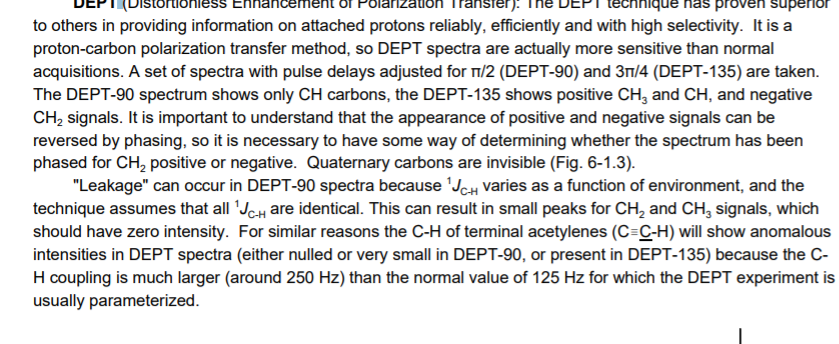 DEPT (Distortionless Enhancement of Polarization Transfer): The DEPT technique has proven superior
to others in providing information on attached protons reliably, efficiently and with high selectivity.  It is a
proton-carbon polarization transfer method, so DEPT spectra are actually more sensitive than normal
acquisitions. A set of spectra with pulse delays adjusted for π/2 (DEPT-90) and 3π/4 (DEPT-135) are taken.
The DEPT-90 spectrum shows only CH carbons, the DEPT-135 shows positive CH₃ and CH, and negative
CH₂ signals. It is important to understand that the appearance of positive and negative signals can be
reversed by phasing, so it is necessary to have some way of determining whether the spectrum has been
phased for CH₂ positive or negative.  Quaternary carbons are invisible (Fig. 6-1.3).
"Leakage" can occur in DEPT-90 spectra because ¹J_C-H varies as a function of environment, and the
technique assumes that all ¹J_C-H are identical. This can result in small peaks for CH₂ and CH₃ signals, which
should have zero intensity.  For similar reasons the C-H of terminal acetylenes (C≡C-H) will show anomalous
intensities in DEPT spectra (either nulled or very small in DEPT-90, or present in DEPT-135) because the C-
H coupling is much larger (around 250 Hz) than the normal value of 125 Hz for which the DEPT experiment is
usually parameterized.